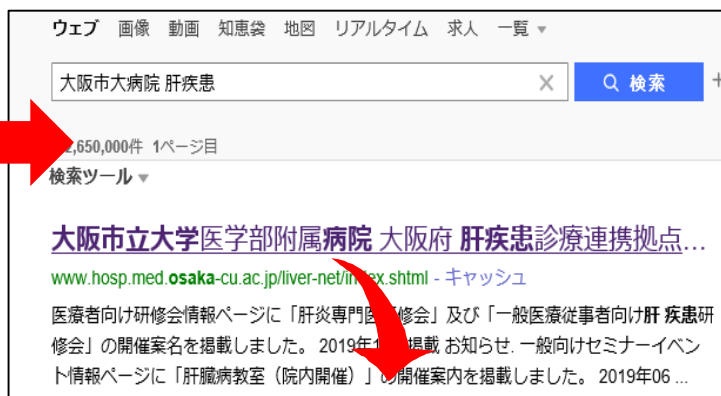 ウェブ 画像 動画 知恵袋 地図 リアルタイム 求人 一覧 ▼
大阪市大病院 肝疾患 × 検索 +
,650,000件 1ページ目
検索ツール ▼
大阪市立大学医学部附属病院 大阪府 肝疾患診療連携拠点...
www.hosp.med.osaka-cu.ac.jp/liver-net/index.shtml - キャッシュ
医療者向け研修会情報ページに「肝炎専門医研修会」及び「一般医療従事者向け肝 疾患研
修会」の開催案名を掲載しました。 2019年1 掲載 お知らせ. 一般向けセミナーイベン
ト情報ページに「肝臓病教室（院内開催）」の開催案内を掲載しました。 2019年06 ...